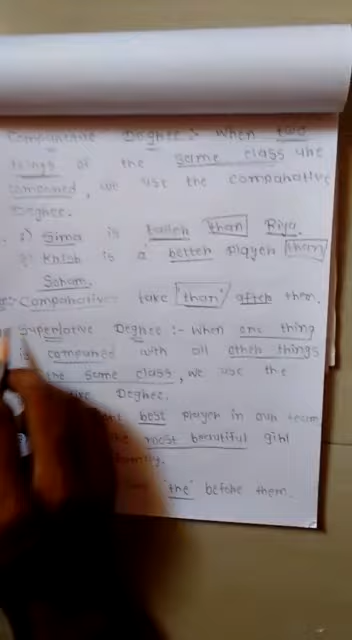 Comparative Degree :- When two
things of the same class are
compared, we use the comparative
Degree.
1) Sima is taller than Riya.
2) Krish is a better player than
Soham.
Comparatives take 'than' after them.
Superlative Degree :- When one thing
is compared with all other things
the same class, we use the
Degree.
best player in our team
most beautiful girl
'the' before them.